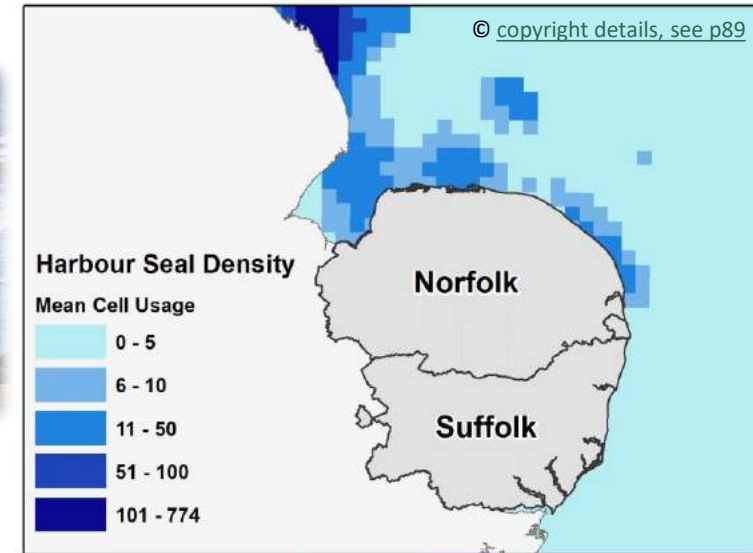 © copyright details, see p89
Harbour Seal Density
Mean Cell Usage
0 - 5
6 - 10
11 - 50
51 - 100
101 - 774
Norfolk
Suffolk